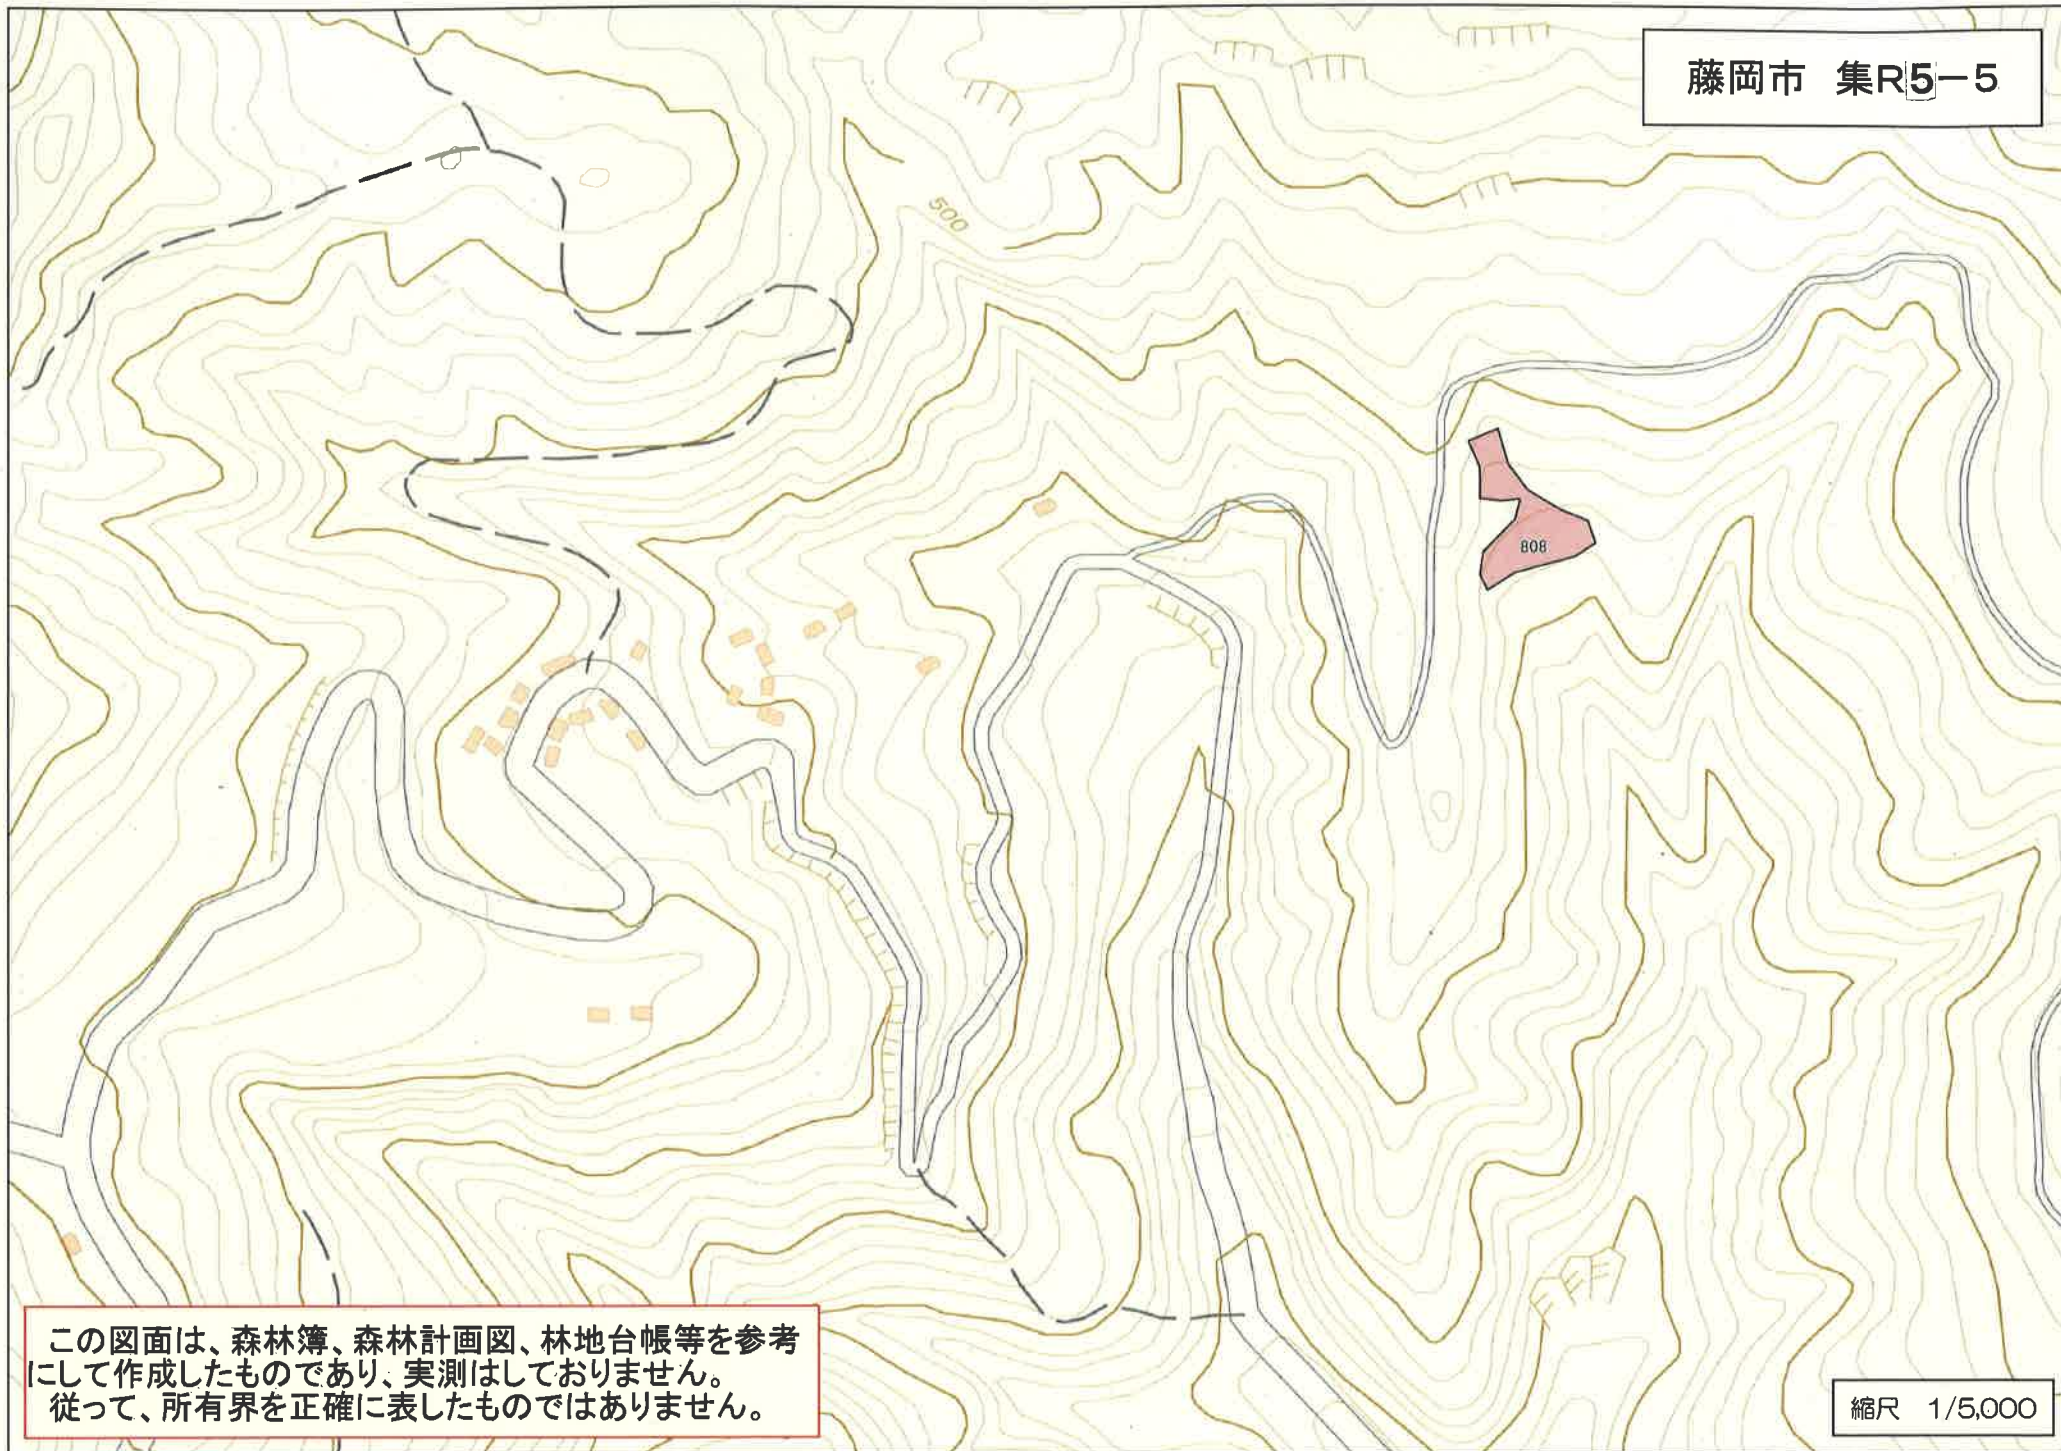 藤岡市 集R5-5
500
808
この図面は、森林簿、森林計画図、林地台帳等を参考
にして作成したものであり、実測はしておりません。
従って、所有界を正確に表したものではありません。
縮尺 1/5,000